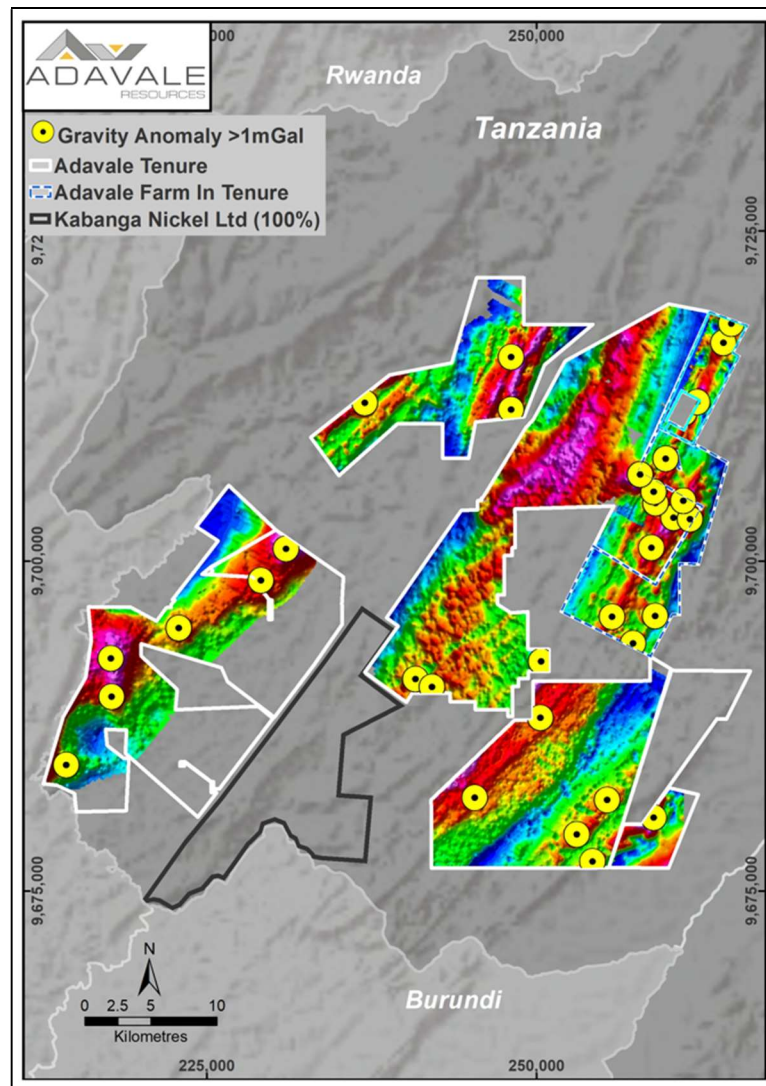 ADAVALE
RESOURCES
:,000
250,000
Rwanda
Tanzania
Gravity Anomaly >1mGal
Adavale Tenure
Adavale Farm In Tenure
Kabanga Nickel Ltd (100%)
9,72
9,725,000
9,700,000
9,700,000
9,675,000
9,675,000
N
0 2.5 5 10
Kilometres
Burundi
225,000
250,000